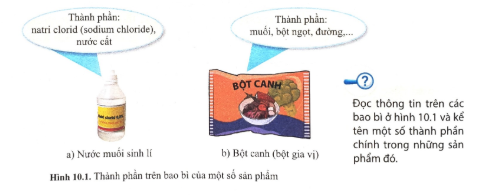 Thành phần:
natri clorid (sodium chloride),
nước cất
Thành phần:
muối, bột ngọt, đường,...
BỘT CANH
Đọc thông tin trên các
bao bì ở hình 10.1 và kể
tên một số thành phần
chính trong những sản
phẩm đó.
a) Nước muối sinh lí
b) Bột canh (bột gia vị)
Hình 10.1. Thành phần trên bao bì của một số sản phẩm